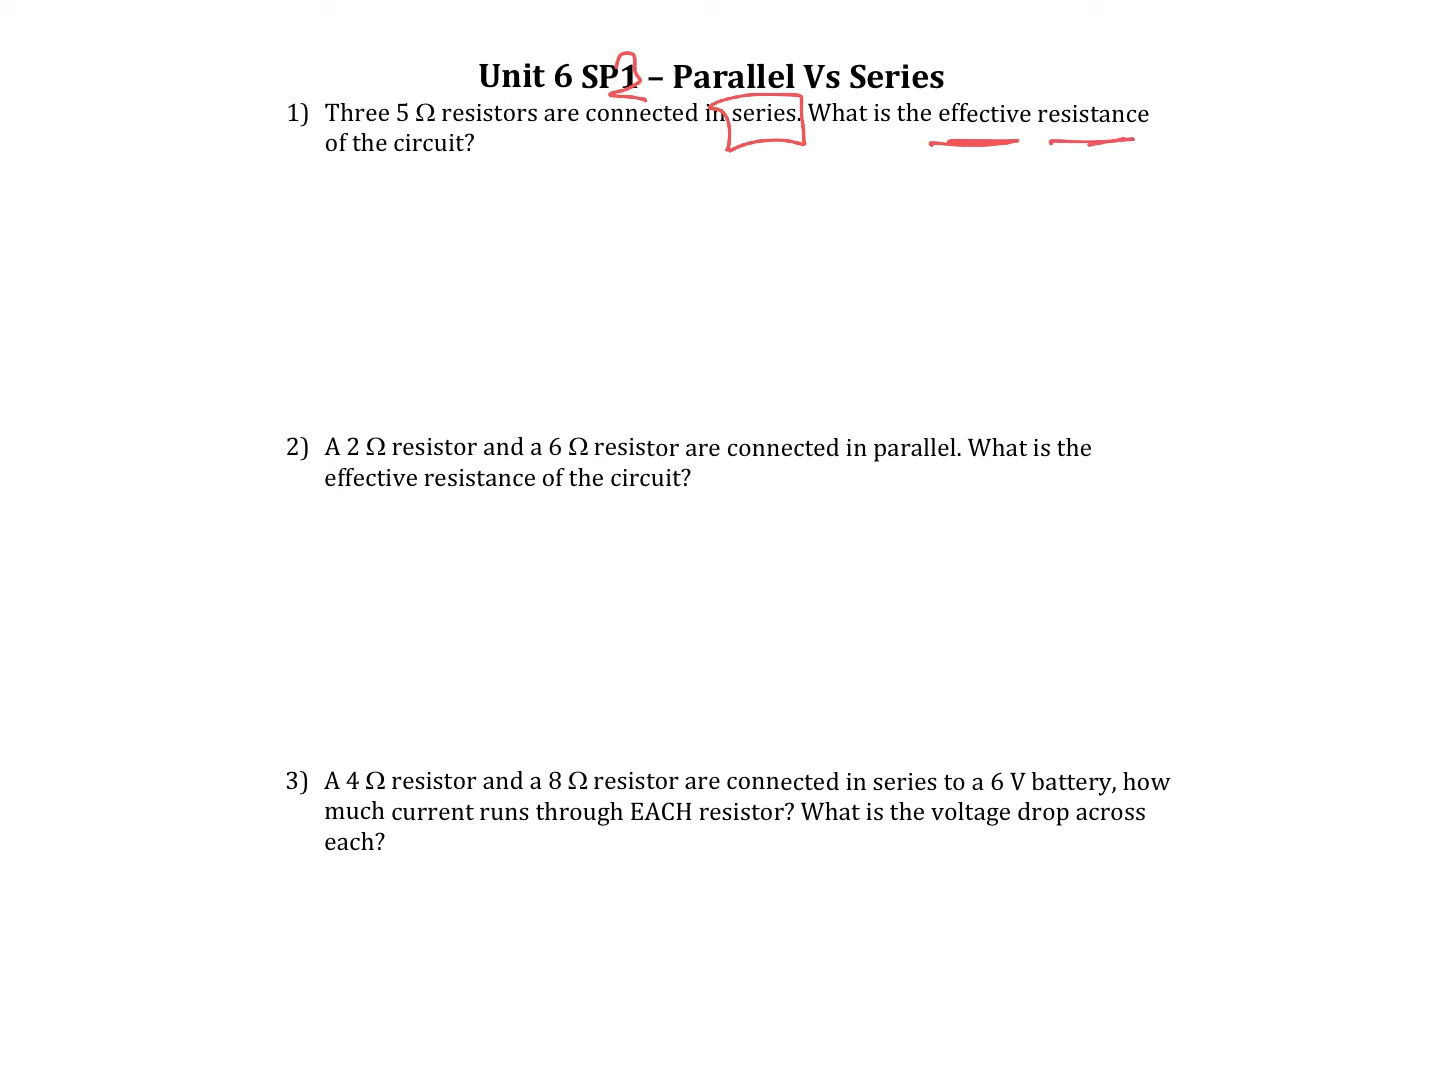 Unit 6 SP1 – Parallel Vs Series
2
1) Three 5 Ω resistors are connected in series. What is the effective resistance
of the circuit?
2) A 2 Ω resistor and a 6 Ω resistor are connected in parallel. What is the
effective resistance of the circuit?
3) A 4 Ω resistor and a 8 Ω resistor are connected in series to a 6 V battery, how
much current runs through EACH resistor? What is the voltage drop across
each?